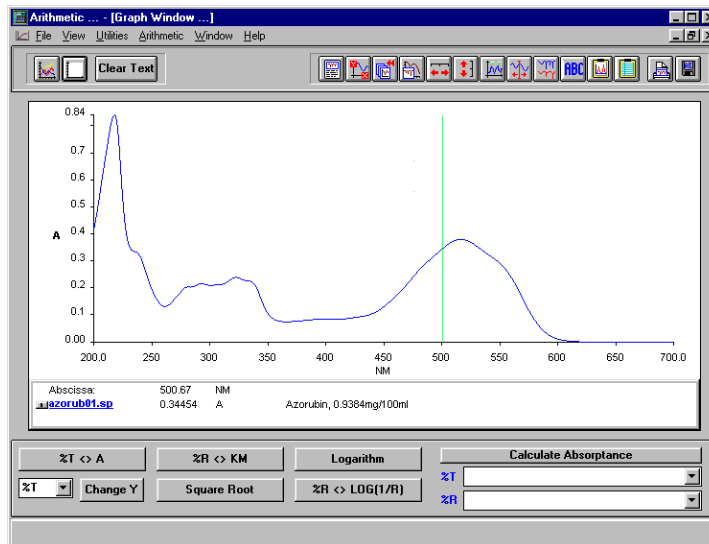 Arithmetic ... - [Graph Window ...]
File View Utilities Arithmetic Window Help
Clear Text
ABC
0.84
0.7
0.6
0.5
0.4
A
0.3
0.2
0.1
0.00
200.0 250 300 350 400 450 500 550 600 650 700.0
NM
Abscissa: 500.67 NM
azorub01.sp 0.34454 A Azorubin, 0.9384mg/100ml
%T <> A %R <> KM Logarithm Calculate Absorptance
%T
%T Change Y Square Root %R <> LOG(1/R)
%R